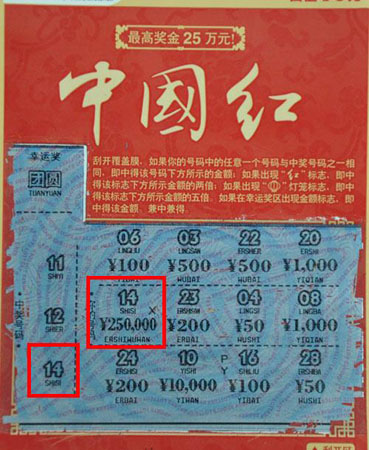 最高奖金25万元!
中國红
刮开覆盖膜,如果你的号码中的任意一个号码与中奖号码之一相
同,即中得该号码下方所示的金额;如果出现“红”标志,即中
得该标志下方所示金额的两倍;如果出现“ ”灯笼标志,即中
得该标志下方所示金额的五倍。如果在幸运奖区出现金额标志,
即中得该金额。兼中兼得。
幸运奖
团圆
TUANYUAN
中奖号码
11
SHIYI
12
SHIER
14
SHISI
06 03 22 20
LINGLIU LINGSAN ERSHIER ERSHI
¥100 ¥500 ¥500 ¥1,000
YIBAI WUBAI WUBAI YIQIAN
14 23 04 08
SHISI ERSHISAN LINGSI LINGBA
X
¥250,000 ¥200 ¥50 ¥1,000
ERSHIWUWAN ERBAI WUSHI YIQIAN
24 10 16 28
ERSHISI YISHI SHILIU ERSHIBA
P
Y
¥200 ¥10,000 ¥100 ¥50
ERBAI YIWAN YIBAI WUSHI